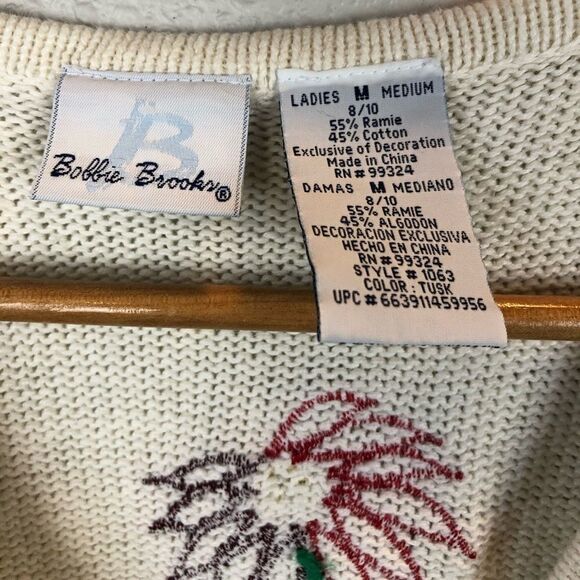 B
Bobbie Brooks®
LADIES M MEDIUM
8/10
55% Ramie
45% Cotton
Exclusive of Decoration
Made in China
RN # 99324
DAMAS M MEDIANO
8/10
55% RAMIE
45% ALGODON
DECORACION EXCLUSIVA
HECHO EN CHINA
RN # 99324
STYLE # 1063
COLOR : TUSK
UPC # 663911459956